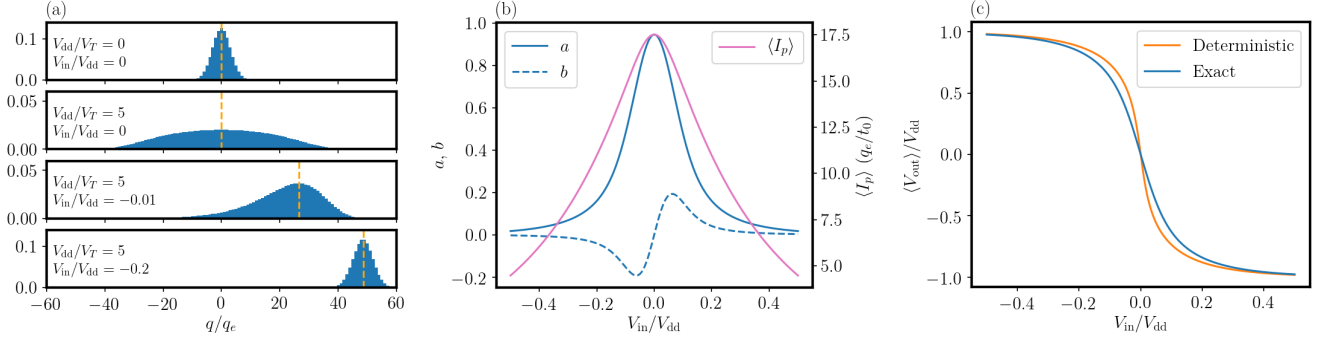 (a)
0.1
0.0
V_dd/V_T = 0
V_in/V_dd = 0
0.05
0.00
V_dd/V_T = 5
V_in/V_dd = 0
0.05
0.00
V_dd/V_T = 5
V_in/V_dd = −0.01
0.1
0.0
V_dd/V_T = 5
V_in/V_dd = −0.2
−60 −40 −20 0 20 40 60
q/q_e
(b)
1.0
0.8
0.6
0.4
0.2
0.0
−0.2
a, b
a
b
⟨I_p⟩
17.5
15.0
12.5
10.0
7.5
5.0
⟨I_p⟩ (q_e/t_0)
−0.4 −0.2 0.0 0.2 0.4
V_in/V_dd
(c)
1.0
0.5
0.0
−0.5
−1.0
⟨V_out⟩/V_dd
Deterministic
Exact
−0.4 −0.2 0.0 0.2 0.4
V_in/V_dd